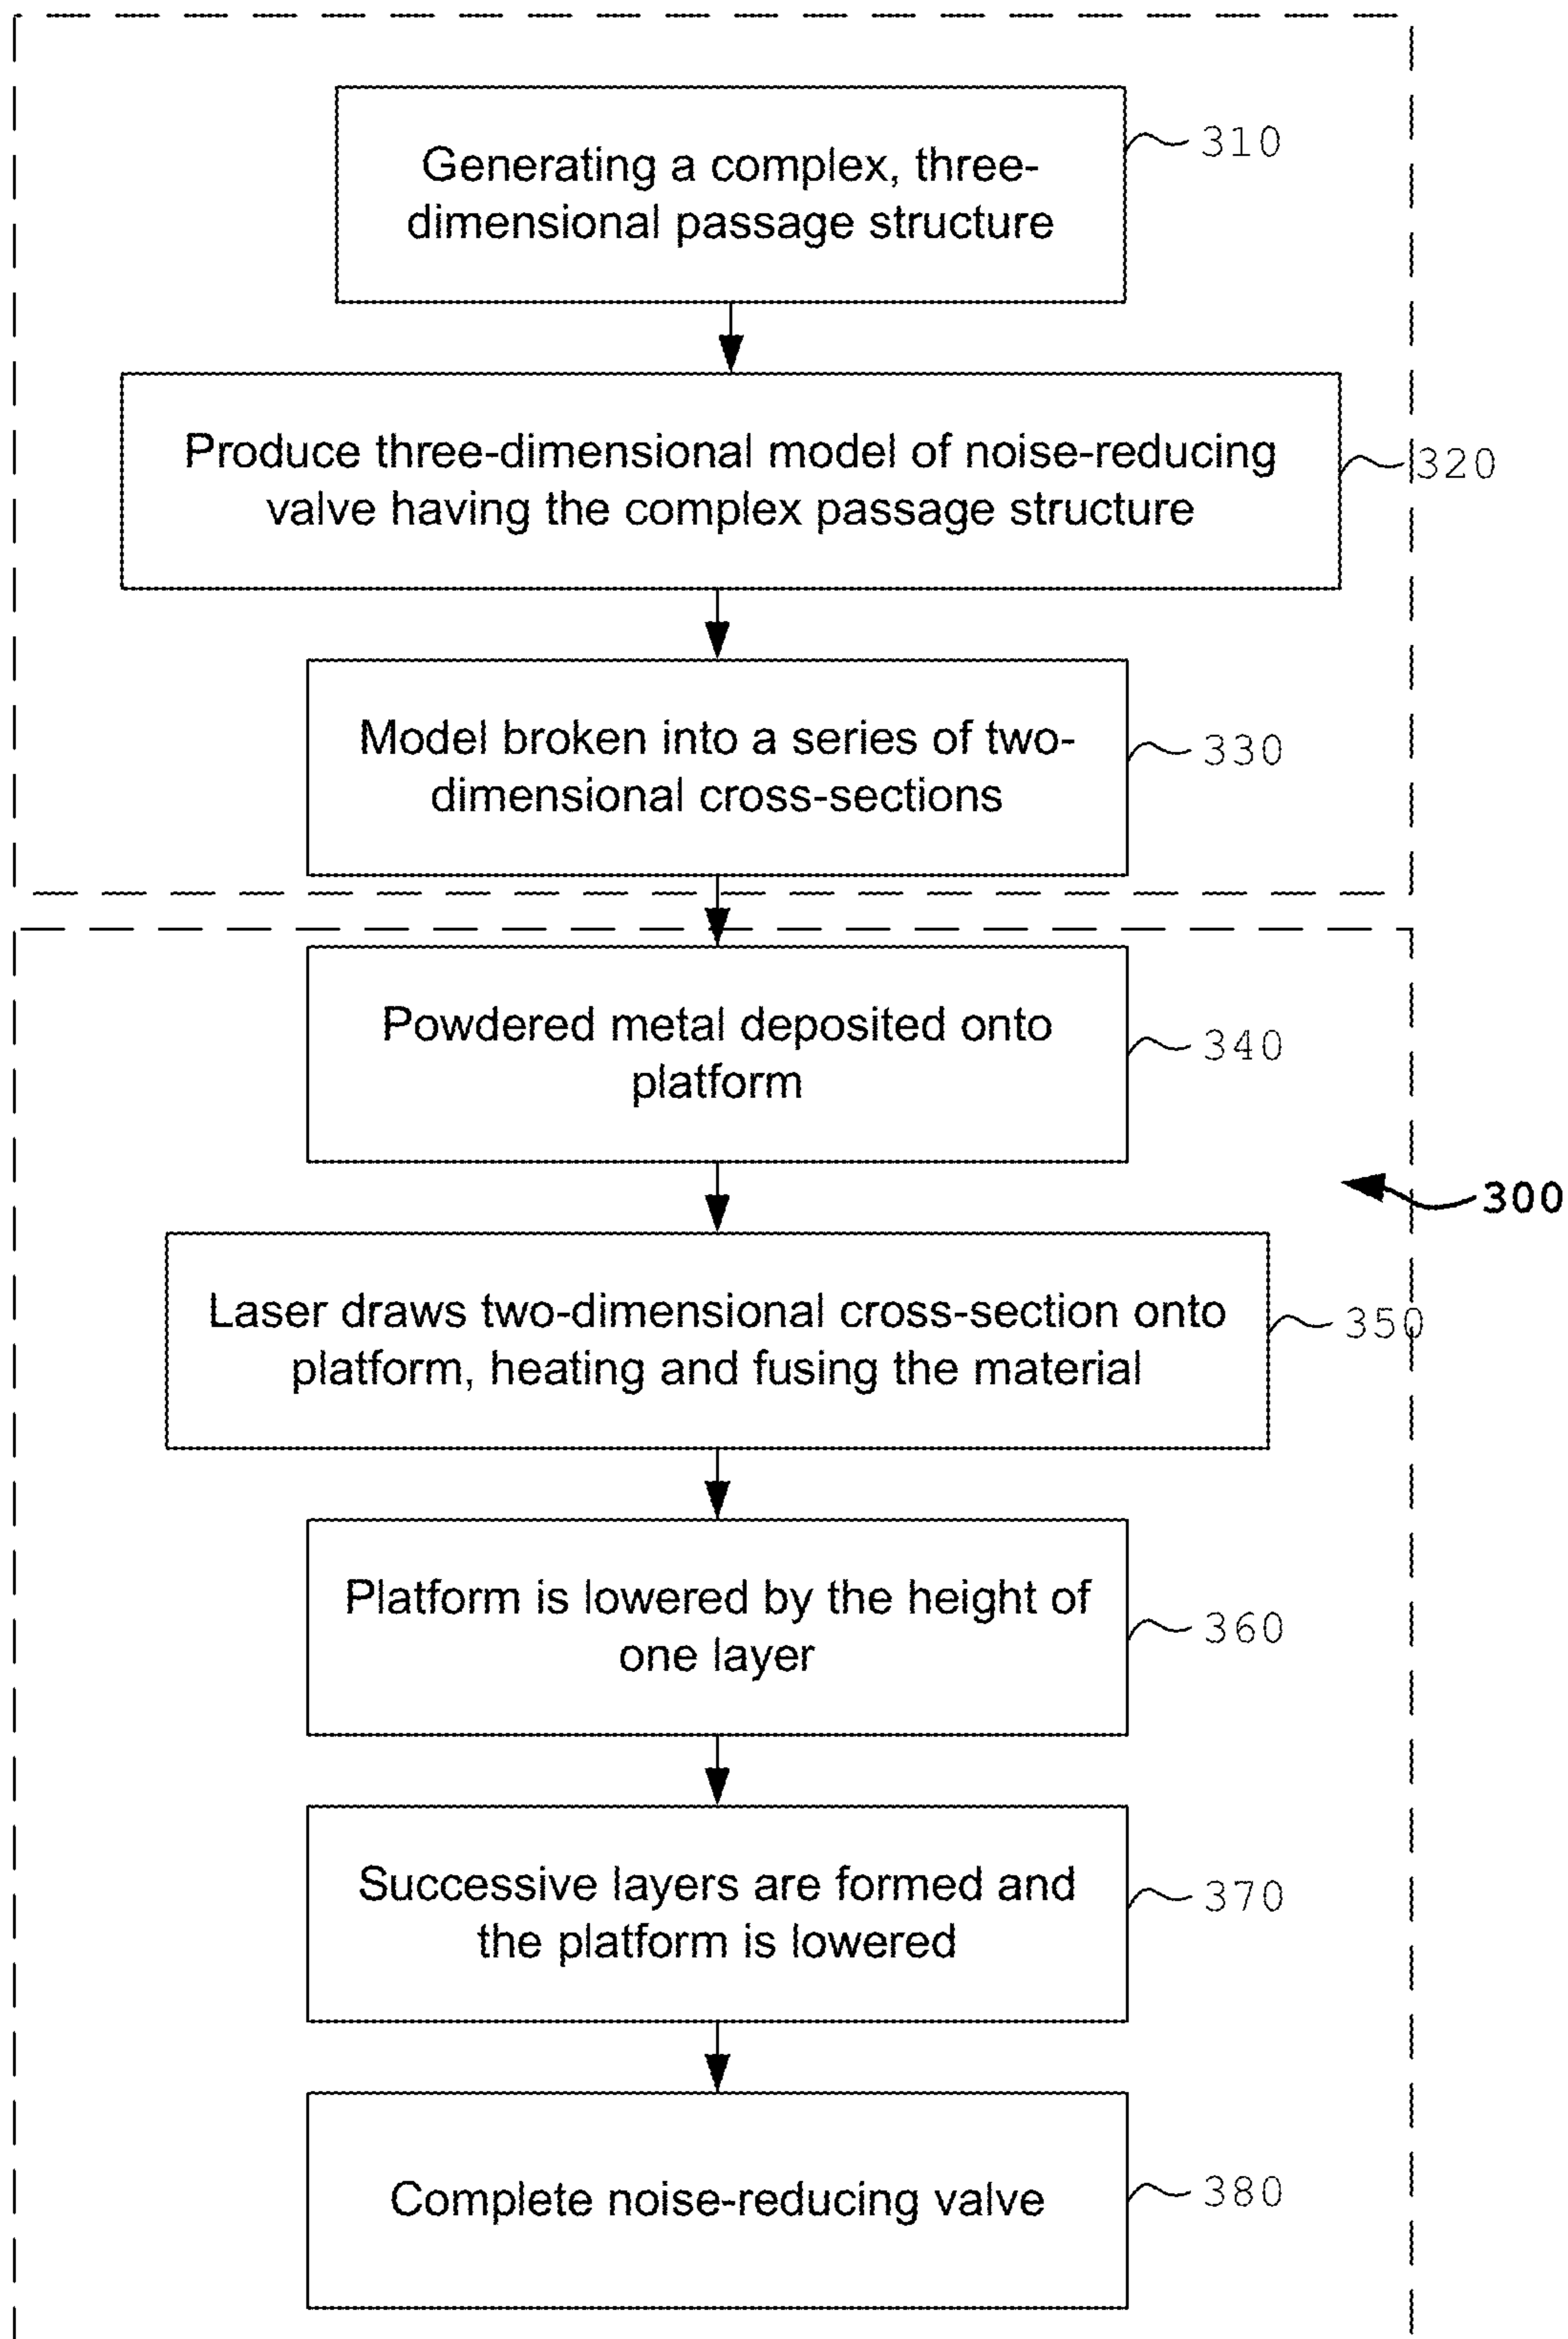 Generating a complex, three-
dimensional passage structure
310
Produce three-dimensional model of noise-reducing
valve having the complex passage structure
320
Model broken into a series of two-
dimensional cross-sections
330
Powdered metal deposited onto
platform
340
300
Laser draws two-dimensional cross-section onto
platform, heating and fusing the material
350
Platform is lowered by the height of
one layer
360
Successive layers are formed and
the platform is lowered
370
Complete noise-reducing valve
380